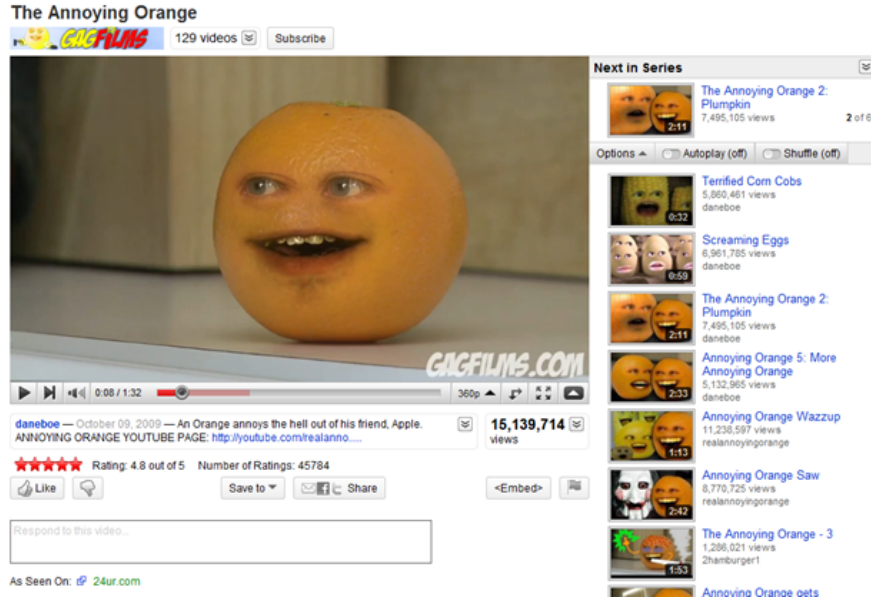 The Annoying Orange
GAGFILMS
129 videos
Subscribe
GAGFILMS.COM
0:08 / 1:32
360p
daneboe — October 09, 2009 — An Orange annoys the hell out of his friend, Apple.
ANNOYING ORANGE YOUTUBE PAGE: http://youtube.com/realanno.....
15,139,714
views
Rating: 4.8 out of 5 Number of Ratings: 45784
Like
Save to
Share
<Embed>
Respond to this video...
As Seen On: 24ur.com
Next in Series
The Annoying Orange 2:
Plumpkin
7,495,105 views
2 of 6
2:11
Options
Autoplay (off)
Shuffle (off)
Terrified Corn Cobs
5,860,461 views
daneboe
0:32
Screaming Eggs
6,961,785 views
daneboe
0:59
The Annoying Orange 2:
Plumpkin
7,495,105 views
daneboe
2:11
Annoying Orange 5: More
Annoying Orange
5,132,965 views
daneboe
2:33
Annoying Orange Wazzup
11,238,597 views
realannoyingorange
1:13
Annoying Orange Saw
8,770,725 views
realannoyingorange
2:42
The Annoying Orange - 3
1,286,021 views
2hamburger1
1:53
Annoying Orange gets